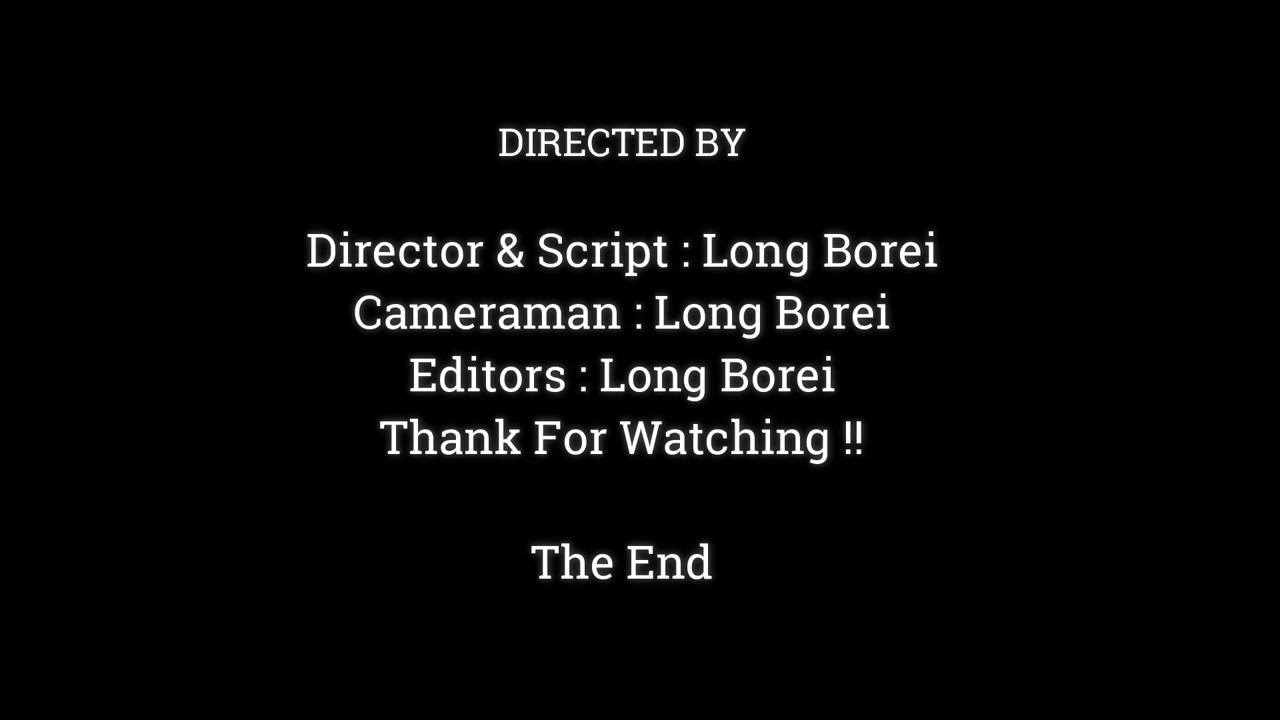 DIRECTED BY
Director & Script : Long Borei
Cameraman : Long Borei
Editors : Long Borei
Thank For Watching !!
The End